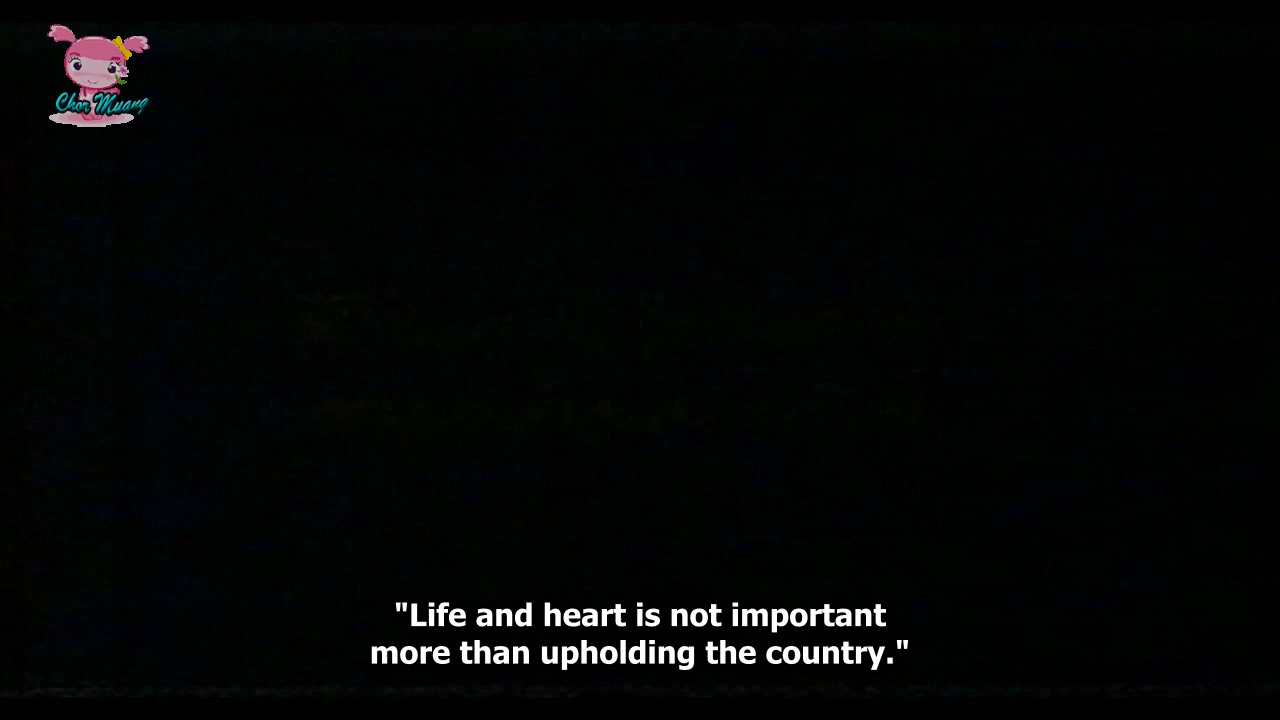 Chor Muang
"Life and heart is not important
more than upholding the country."